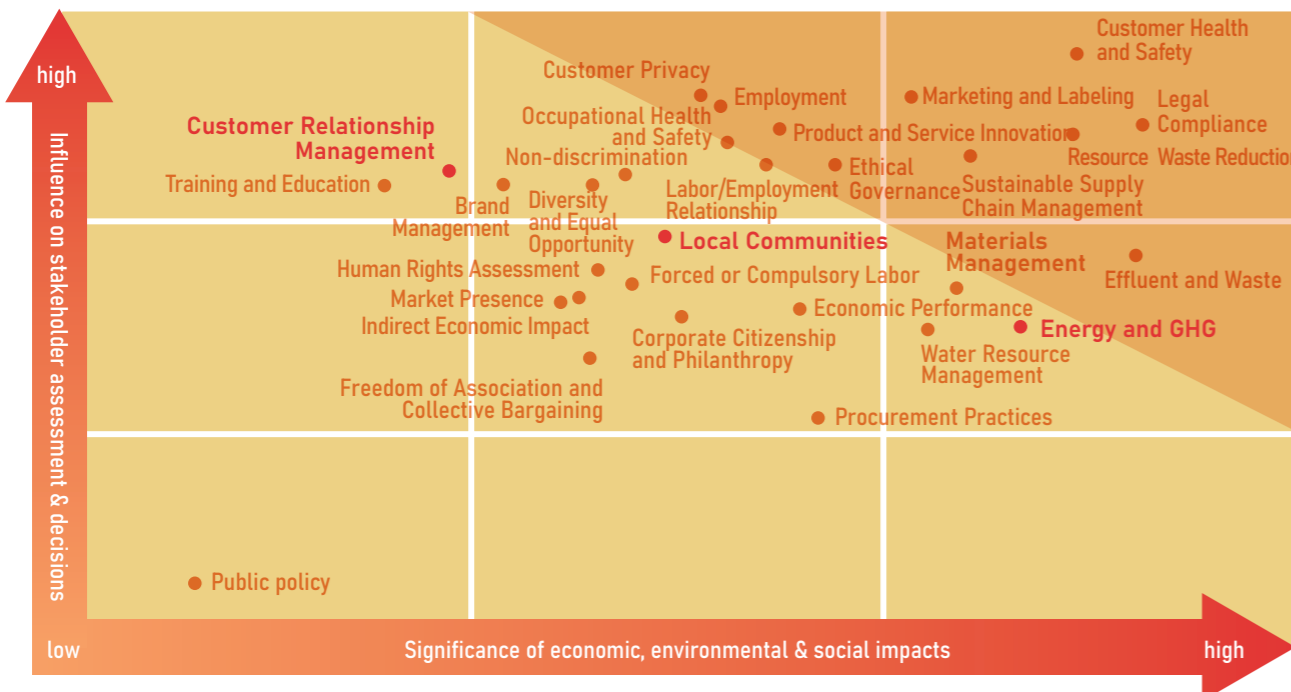 high
Influence on stakeholder assessment & decisions
Customer Health
and Safety
Customer Privacy
Employment
Marketing and Labeling
Legal
Compliance
Occupational Health
and Safety
Customer Relationship
Management
Product and Service Innovation
Non-discrimination
Resource Waste Reduction
Ethical
Governance
Training and Education
Labor/Employment
Relationship
Sustainable Supply
Chain Management
Brand
Management
Diversity
and Equal
Opportunity
Local Communities
Materials
Management
Human Rights Assessment
Forced or Compulsory Labor
Effluent and Waste
Market Presence
Economic Performance
Indirect Economic Impact
Energy and GHG
Corporate Citizenship
and Philanthropy
Water Resource
Management
Freedom of Association and
Collective Bargaining
Procurement Practices
Public policy
low
Significance of economic, environmental & social impacts
high